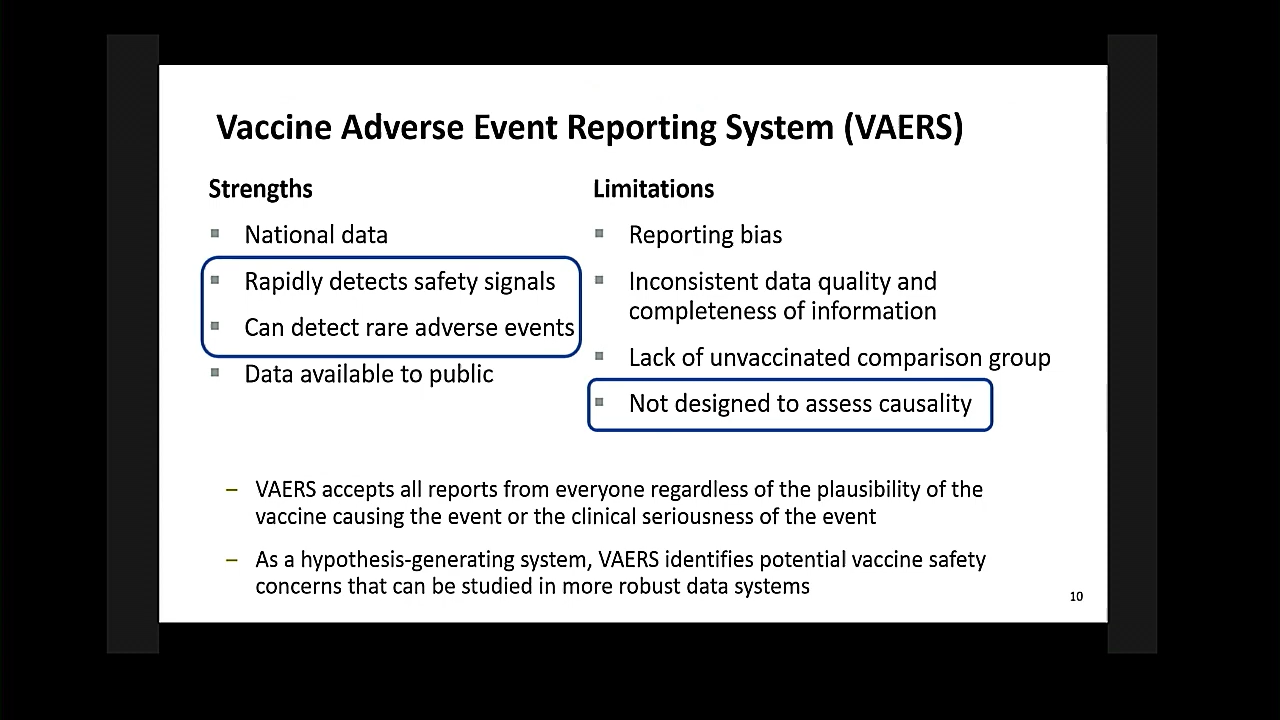 Vaccine Adverse Event Reporting System (VAERS)
Strengths
▪ National data
▪ Rapidly detects safety signals
▪ Can detect rare adverse events
▪ Data available to public
Limitations
▪ Reporting bias
▪ Inconsistent data quality and
completeness of information
▪ Lack of unvaccinated comparison group
▪ Not designed to assess causality
– VAERS accepts all reports from everyone regardless of the plausibility of the
vaccine causing the event or the clinical seriousness of the event
– As a hypothesis-generating system, VAERS identifies potential vaccine safety
concerns that can be studied in more robust data systems
10